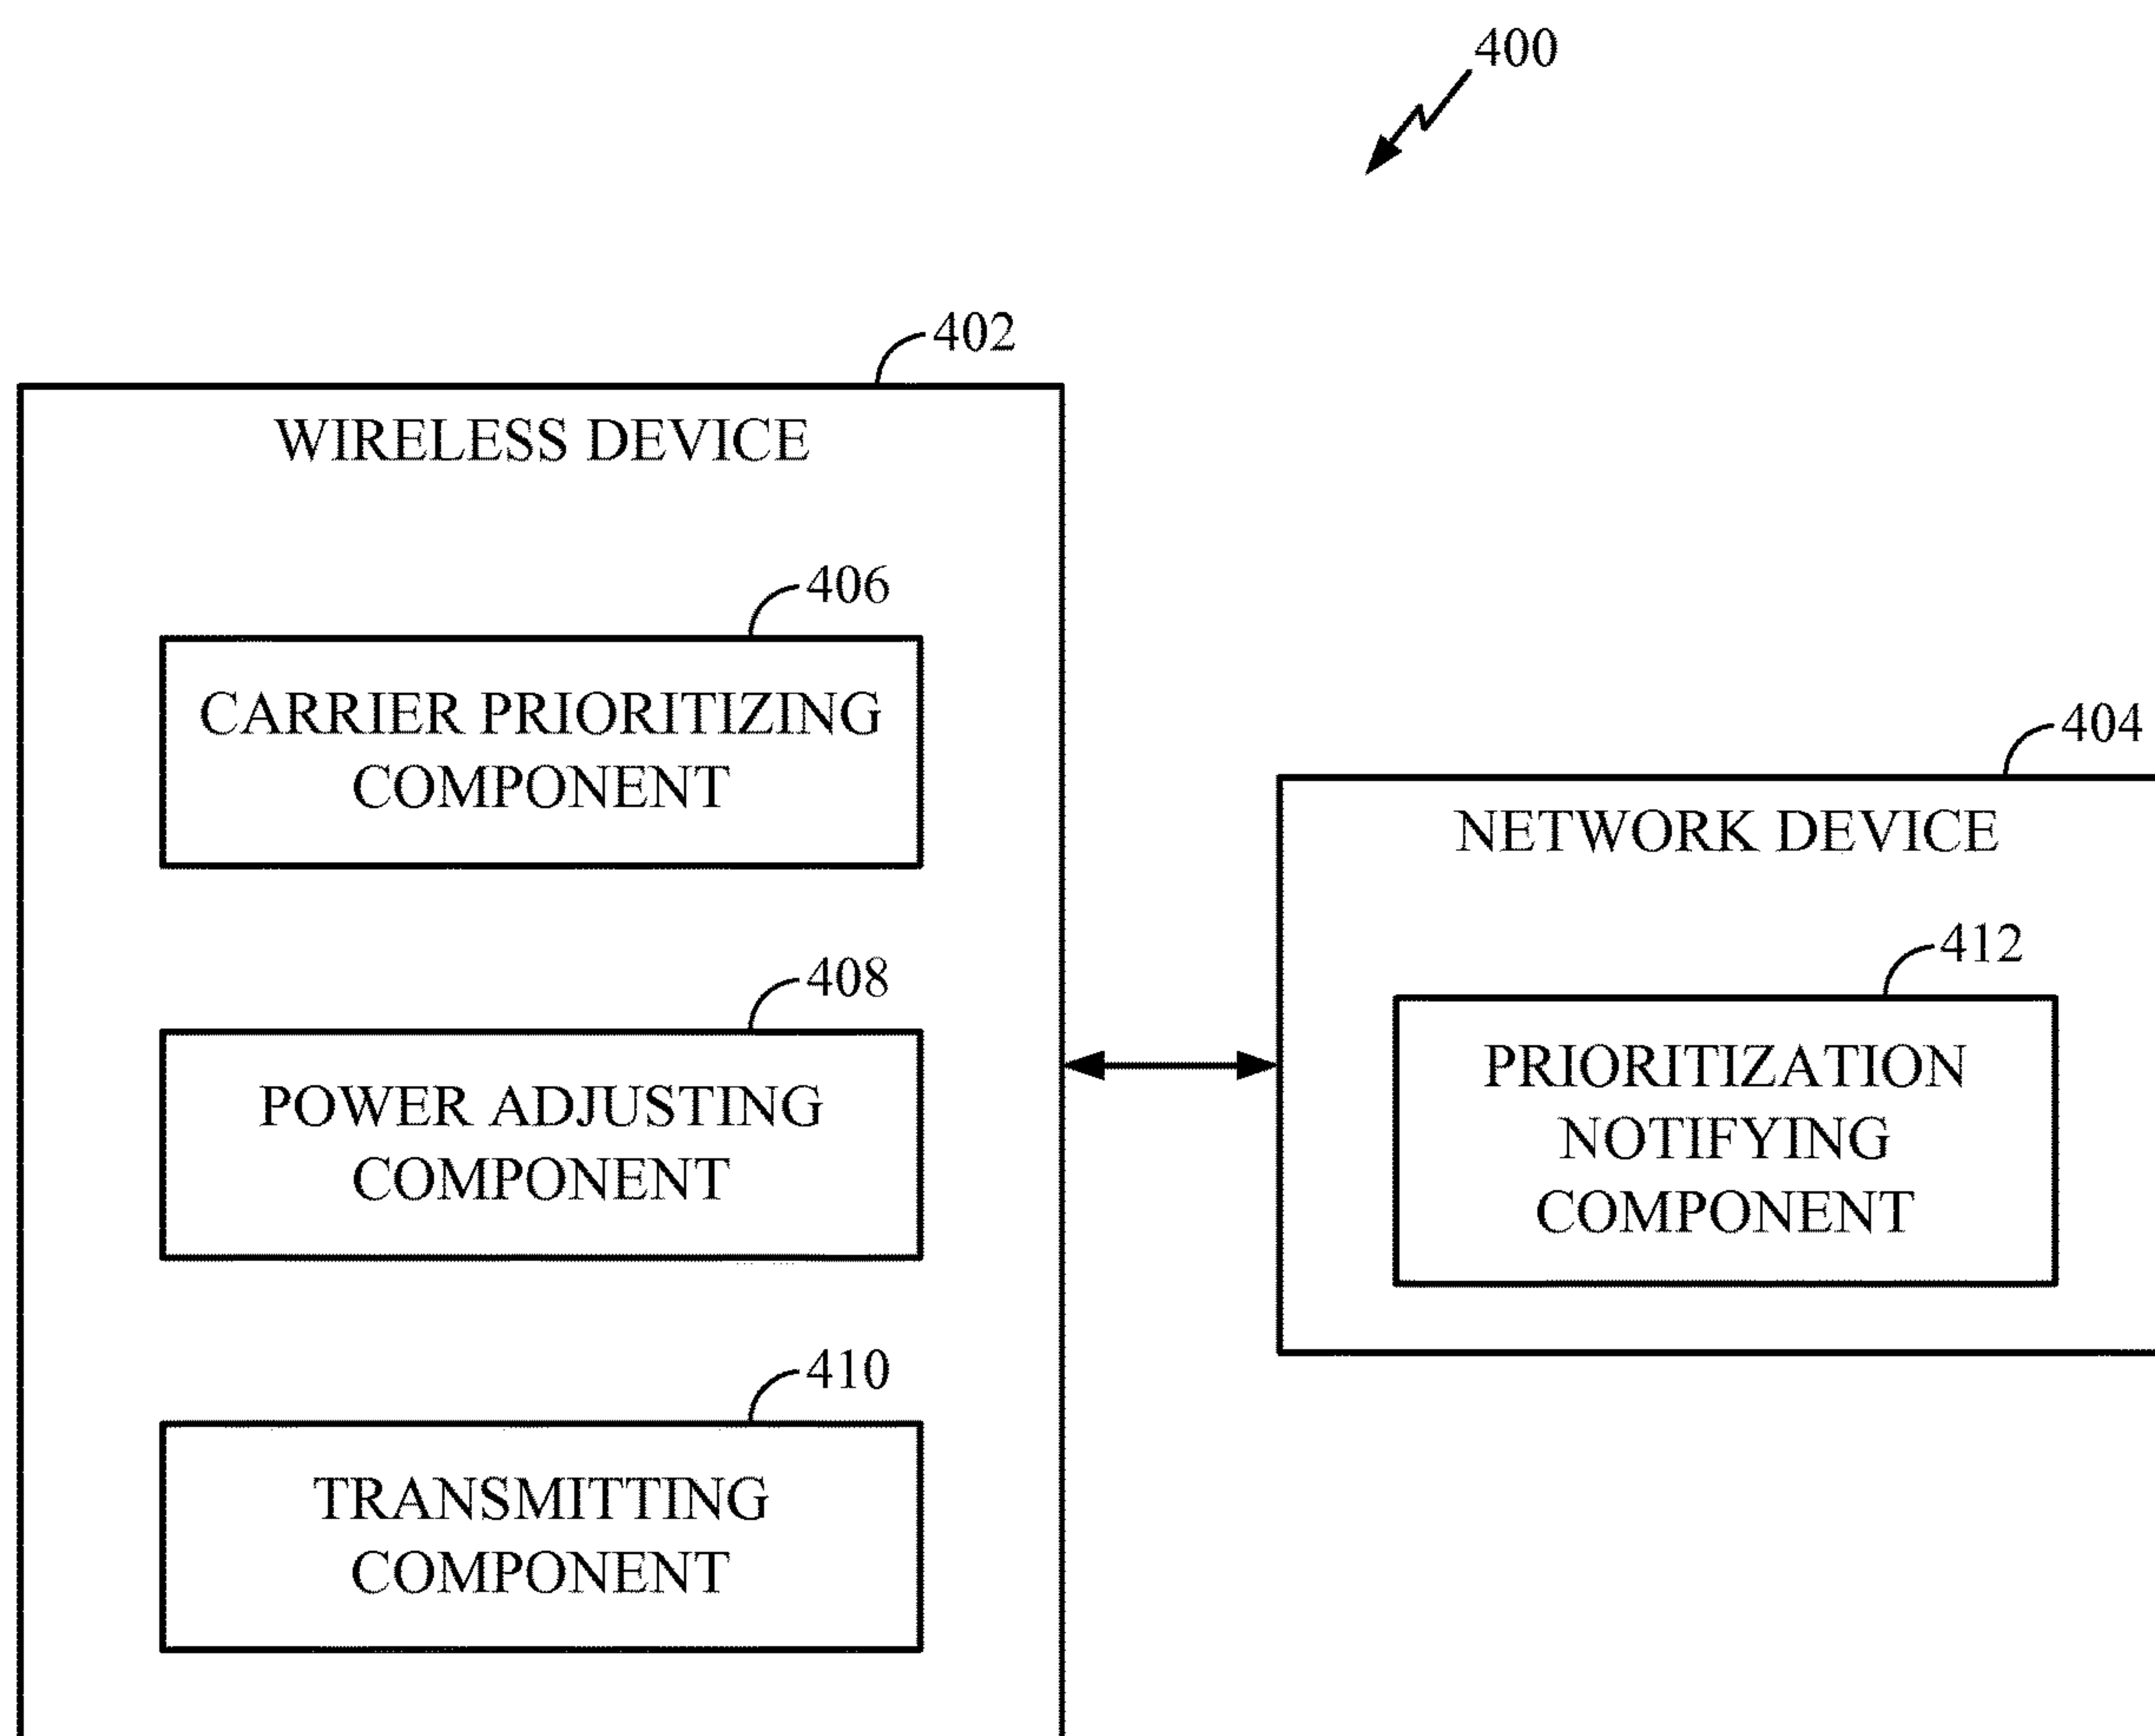 400
402
WIRELESS DEVICE
406
CARRIER PRIORITIZING
COMPONENT
408
POWER ADJUSTING
COMPONENT
410
TRANSMITTING
COMPONENT
404
NETWORK DEVICE
412
PRIORITIZATION
NOTIFYING
COMPONENT